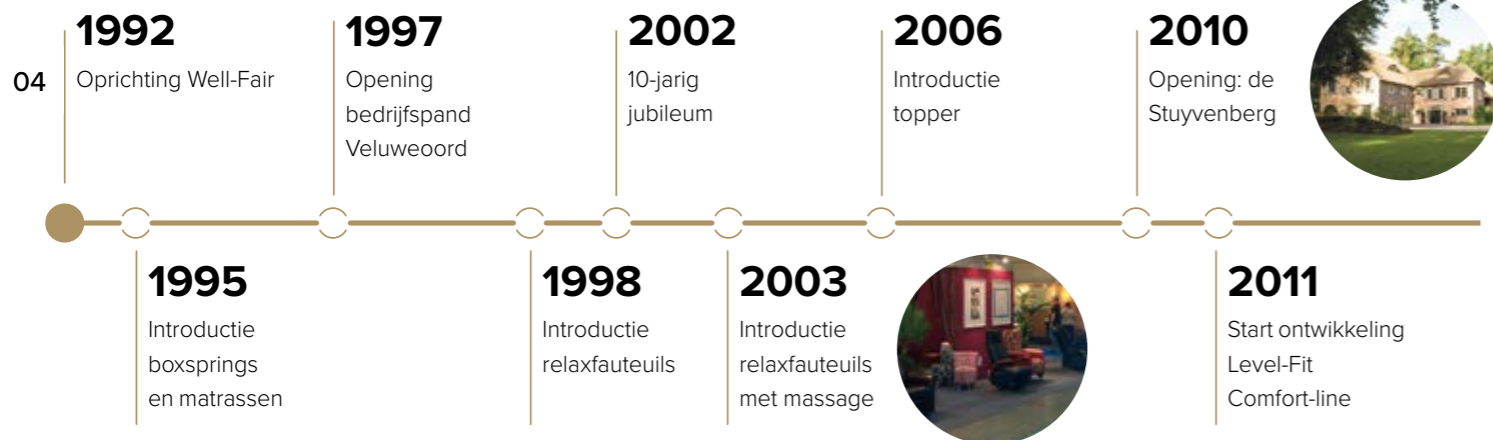 04
1992
Oprichting Well-Fair
1997
Opening
bedrijfspand
Veluweoord
2002
10-jarig
jubileum
2006
Introductie
topper
2010
Opening: de
Stuyvenberg
1995
Introductie
boxsprings
en matrassen
1998
Introductie
relaxfauteuils
2003
Introductie
relaxfauteuils
met massage
2011
Start ontwikkeling
Level-Fit
Comfort-line